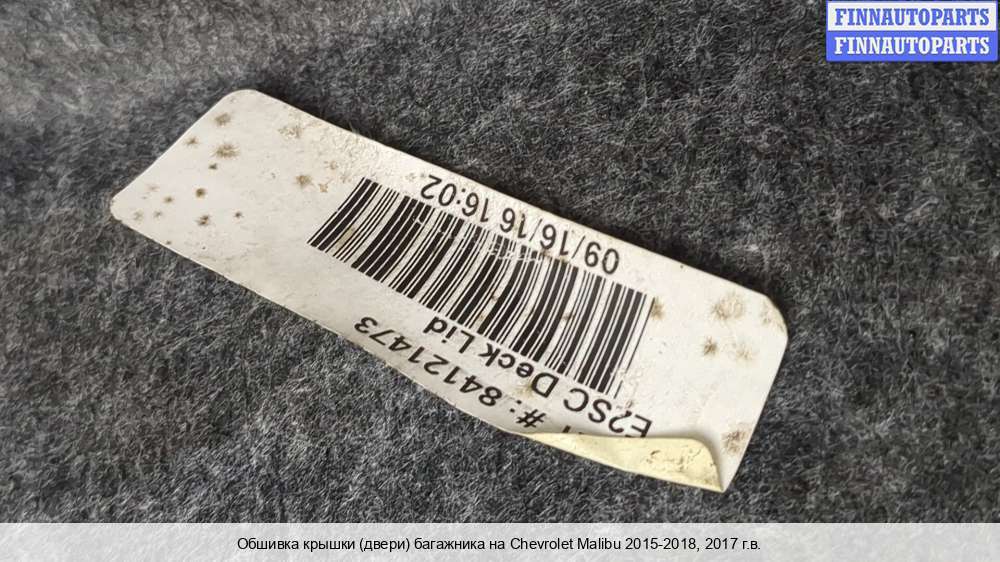 FINNAUTOPARTS
FINNAUTOPARTS
#: 84121473
E2SC Deck Lid
09/16/16 16:02
Обшивка крышки (двери) багажника на Chevrolet Malibu 2015-2018, 2017 г.в.